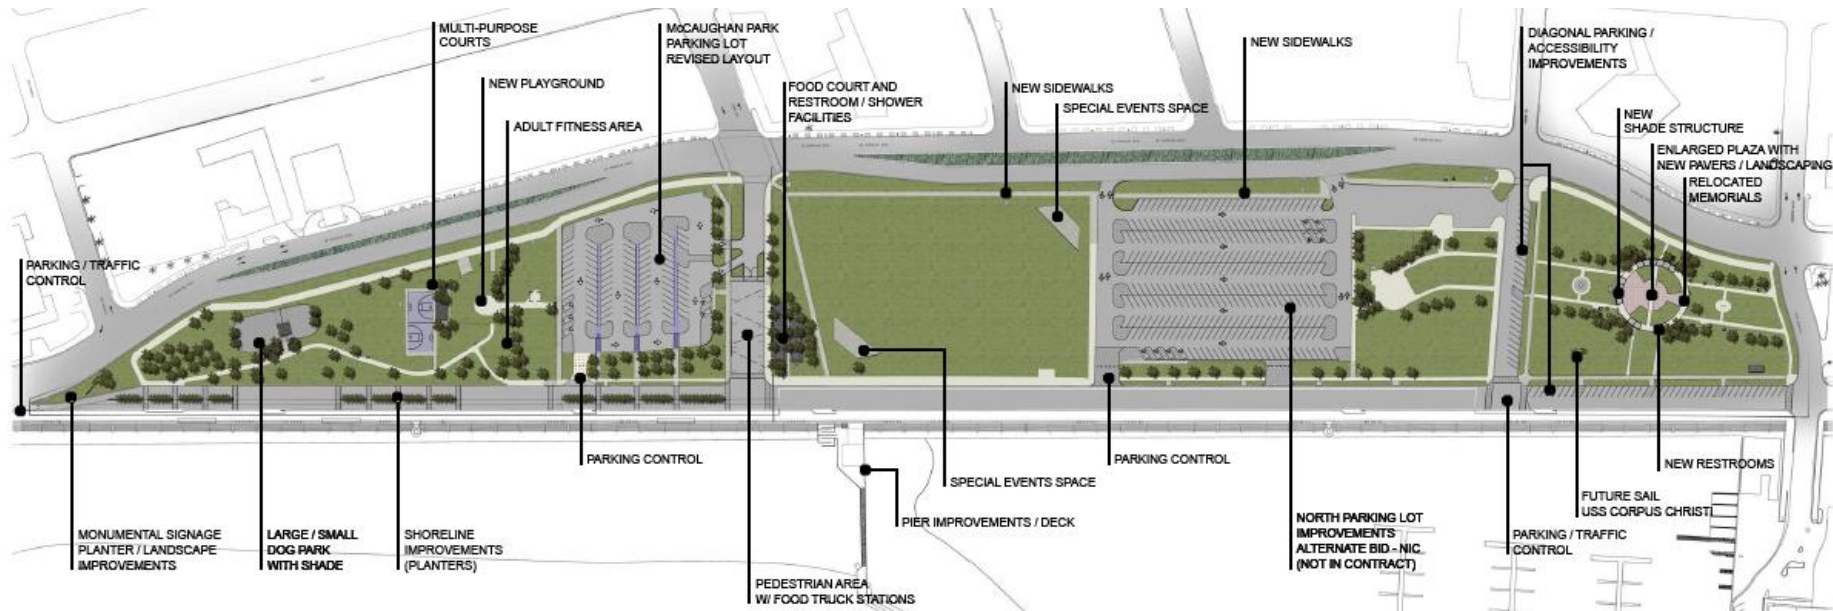 MULTI-PURPOSE
COURTS
McCAUGHAN PARK
PARKING LOT
REVISED LAYOUT
NEW SIDEWALKS
DIAGONAL PARKING /
ACCESSIBILITY
IMPROVEMENTS
NEW PLAYGROUND
FOOD COURT AND
RESTROOM / SHOWER
FACILITIES
NEW SIDEWALKS
SPECIAL EVENTS SPACE
NEW
SHADE STRUCTURE
ADULT FITNESS AREA
ENLARGED PLAZA WITH
NEW PAVERS / LANDSCAPING
RELOCATED
MEMORIALS
PARKING / TRAFFIC
CONTROL
PARKING CONTROL
PARKING CONTROL
NEW RESTROOMS
SPECIAL EVENTS SPACE
FUTURE SAIL
USS CORPUS CHRISTI
PIER IMPROVEMENTS / DECK
MONUMENTAL SIGNAGE
PLANTER / LANDSCAPE
IMPROVEMENTS
LARGE / SMALL
DOG PARK
WITH SHADE
SHORELINE
IMPROVEMENTS
(PLANTERS)
NORTH PARKING LOT
IMPROVEMENTS
ALTERNATE BID - NIC
(NOT IN CONTRACT)
PARKING / TRAFFIC
CONTROL
PEDESTRIAN AREA
W/ FOOD TRUCK STATIONS